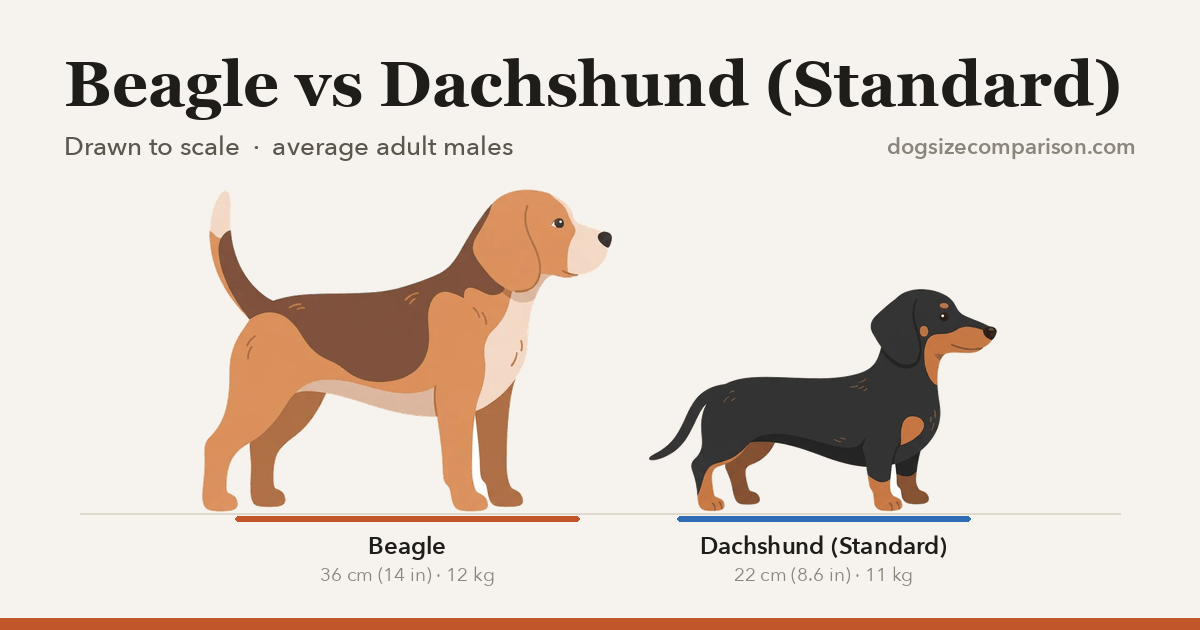 Beagle vs Dachshund (Standard)
Drawn to scale · average adult males
dogsizecomparison.com
Beagle
36 cm (14 in) · 12 kg
Dachshund (Standard)
22 cm (8.6 in) · 11 kg